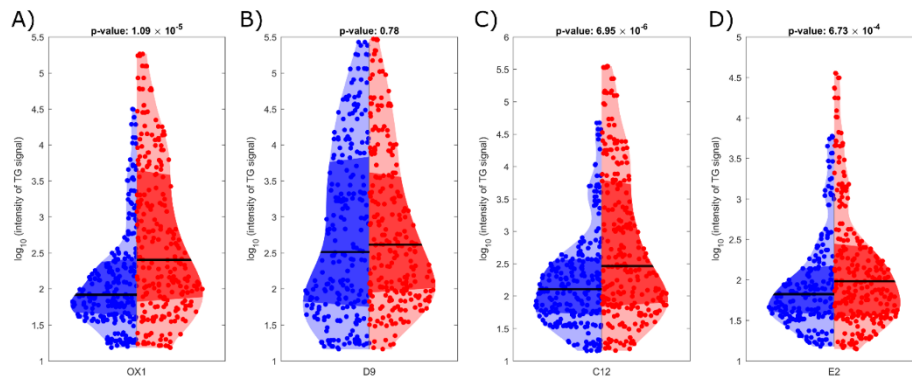 A)
p-value: 1.09 × 10^-5
log10 (intensity of TG signal)
5.5
5
4.5
4
3.5
3
2.5
2
1.5
1
OX1
B)
p-value: 0.78
log10 (intensity of TG signal)
5.5
5
4.5
4
3.5
3
2.5
2
1.5
1
D9
C)
p-value: 6.95 × 10^-6
log10 (intensity of TG signal)
6
5.5
5
4.5
4
3.5
3
2.5
2
1.5
1
C12
D)
p-value: 6.73 × 10^-4
log10 (intensity of TG signal)
5
4.5
4
3.5
3
2.5
2
1.5
1
E2